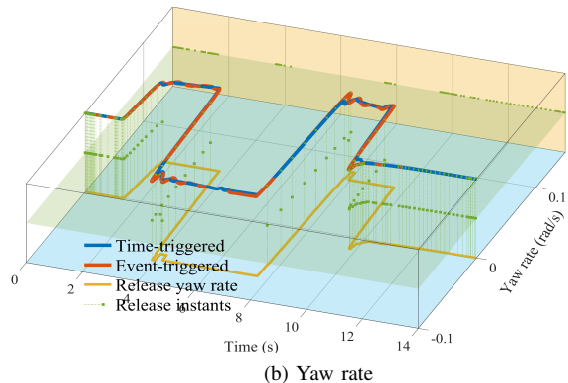 0.1
Yaw rate (rad/s)
0
-0.1
Time-triggered
Event-triggered
Release yaw rate
Release instants
0
2
4
6
8
10
12
14
Time (s)
(b) Yaw rate